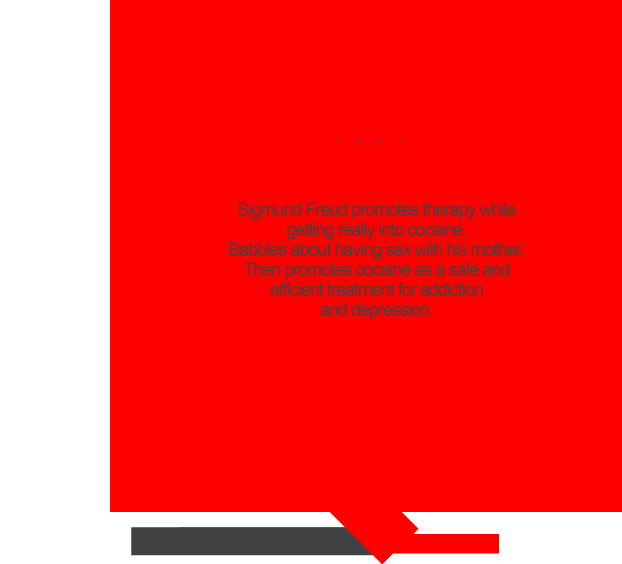 Sigmund Freud promotes therapy while
getting really into cocaine.
Babbles about having sex with his mother.
Then promotes cocaine as a safe and
efficient treatment for addiction
and depression.